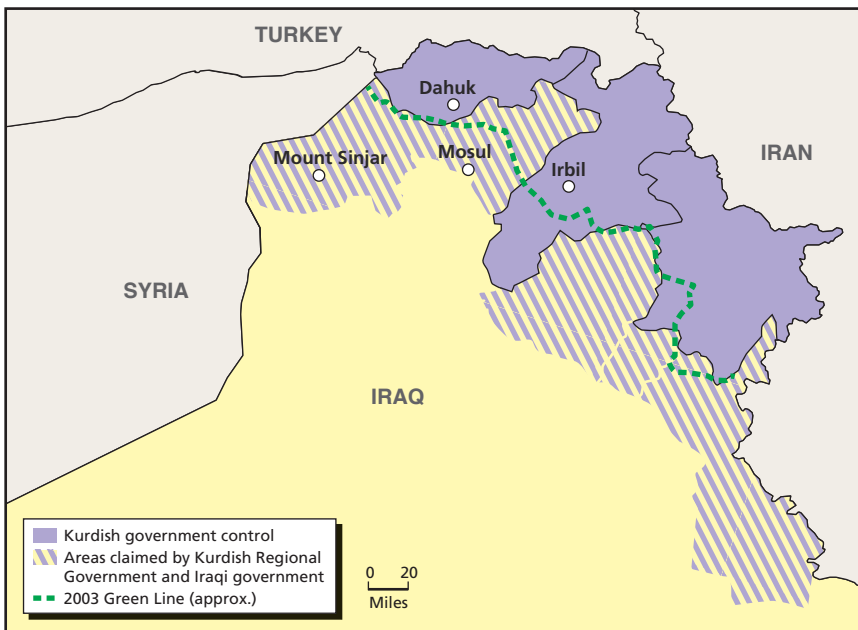 TURKEY
Dahuk
Mount Sinjar
Mosul
Irbil
IRAN
SYRIA
IRAQ
Kurdish government control
Areas claimed by Kurdish Regional
Government and Iraqi government
2003 Green Line (approx.)
0 20
Miles